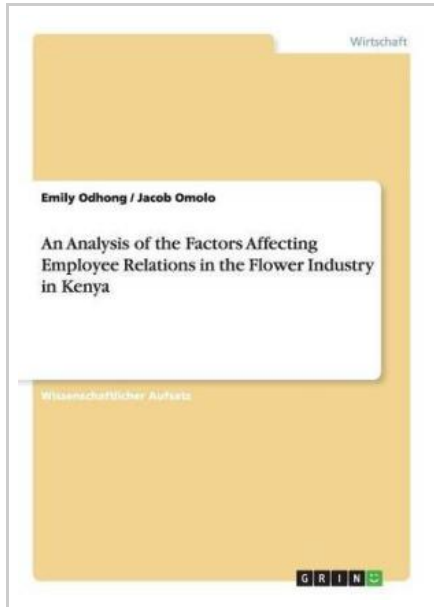 Wirtschaft
Emily Odhong / Jacob Omolo
An Analysis of the Factors Affecting
Employee Relations in the Flower Industry
in Kenya
Wissenschaftlicher Aufsatz
GRIN